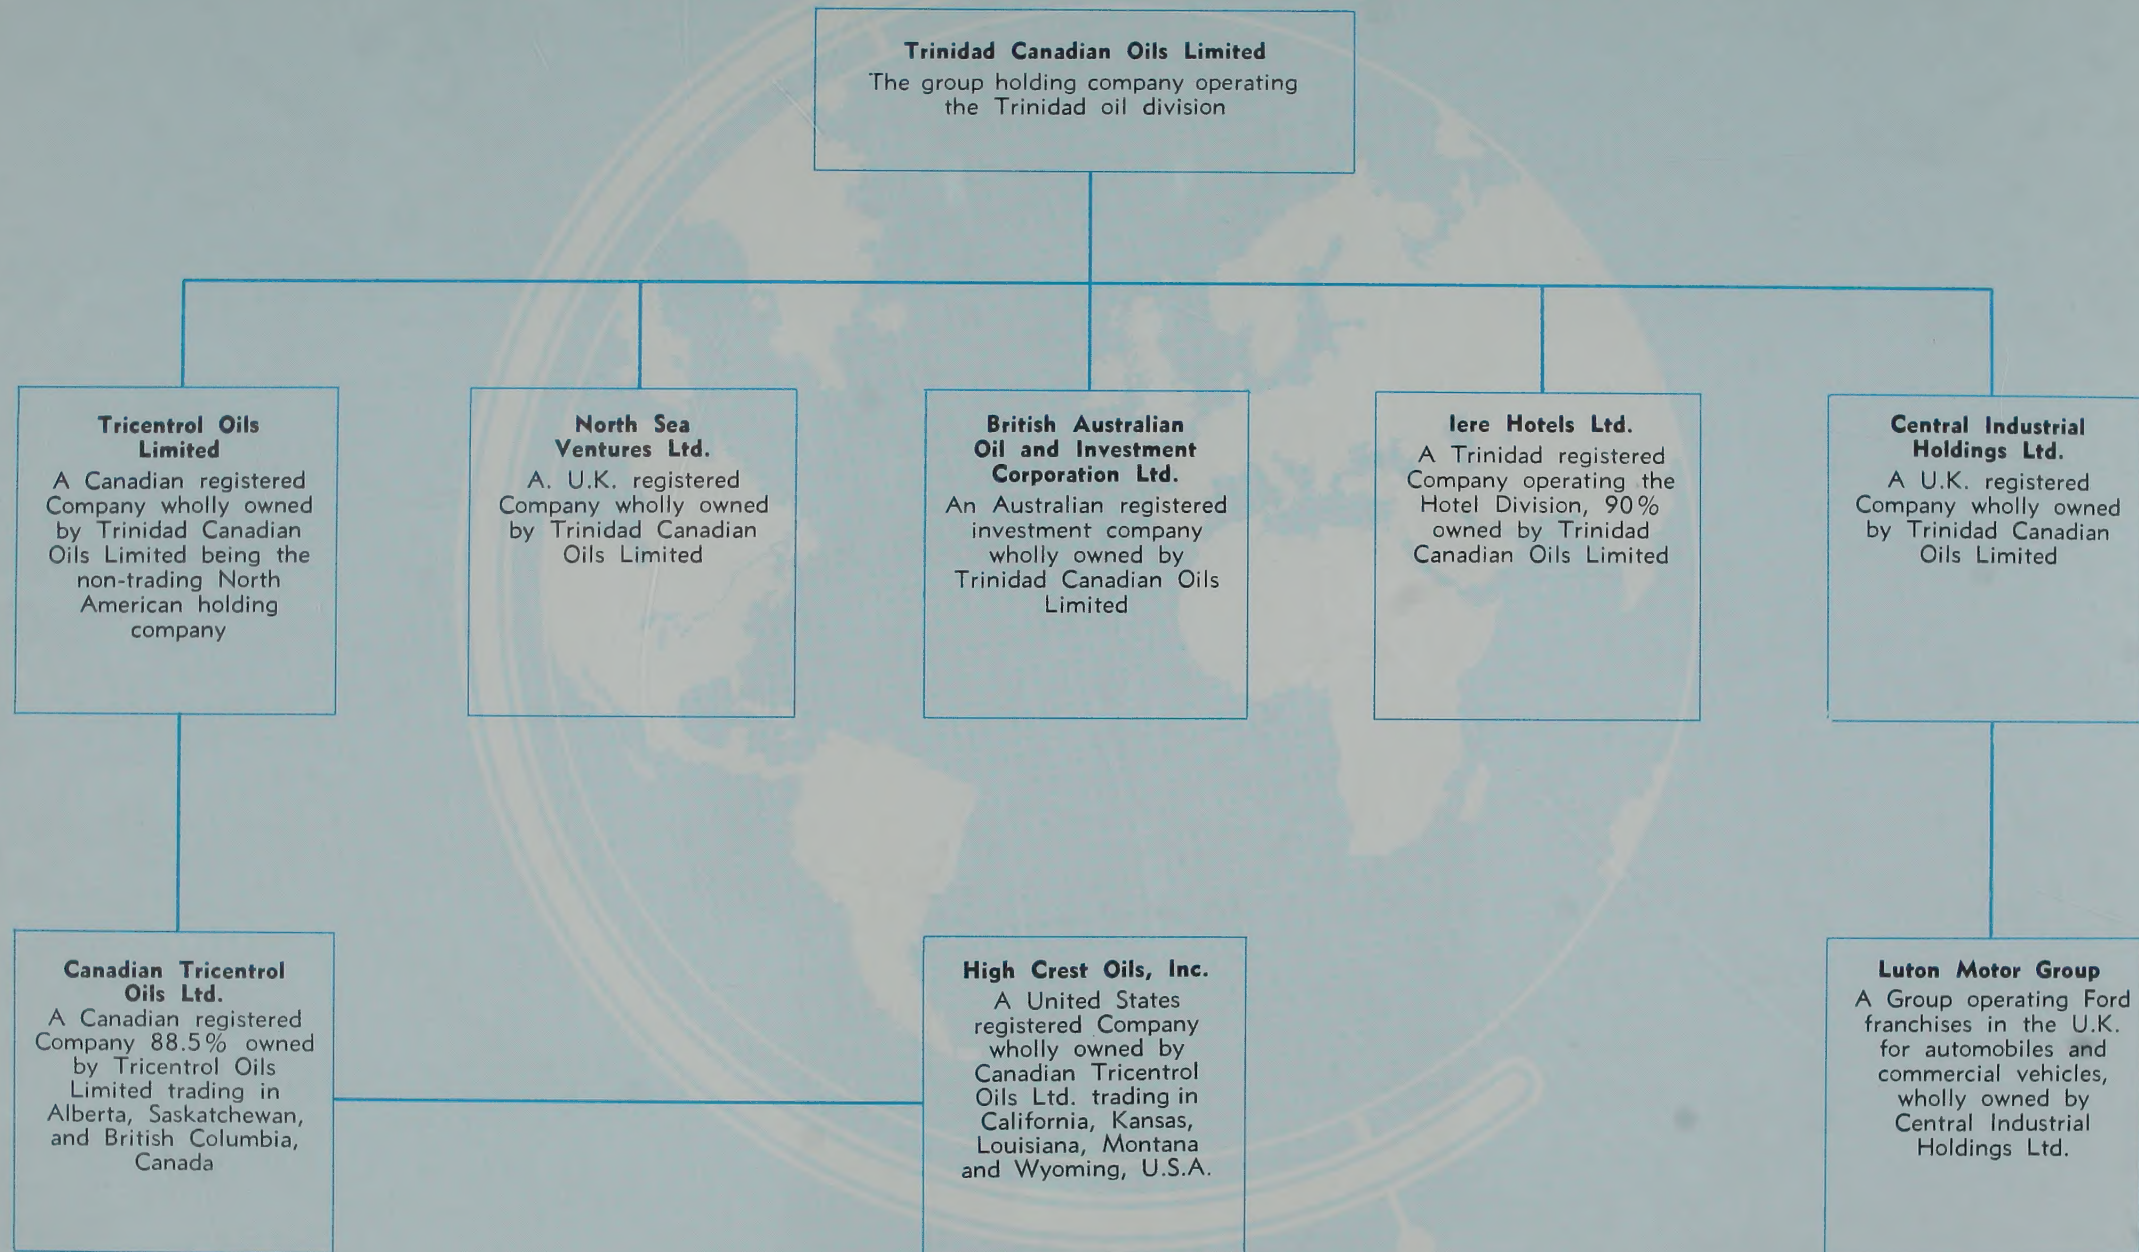 Trinidad Canadian Oils Limited
The group holding company operating
the Trinidad oil division
Tricentrol Oils
Limited
A Canadian registered
Company wholly owned
by Trinidad Canadian
Oils Limited being the
non-trading North
American holding
company
North Sea
Ventures Ltd.
A. U.K. registered
Company wholly owned
by Trinidad Canadian
Oils Limited
British Australian
Oil and Investment
Corporation Ltd.
An Australian registered
investment company
wholly owned by
Trinidad Canadian Oils
Limited
Iere Hotels Ltd.
A Trinidad registered
Company operating the
Hotel Division, 90%
owned by Trinidad
Canadian Oils Limited
Central Industrial
Holdings Ltd.
A U.K. registered
Company wholly owned
by Trinidad Canadian
Oils Limited
Canadian Tricentrol
Oils Ltd.
A Canadian registered
Company 88.5% owned
by Tricentrol Oils
Limited trading in
Alberta, Saskatchewan,
and British Columbia,
Canada
High Crest Oils, Inc.
A United States
registered Company
wholly owned by
Canadian Tricentrol
Oils Ltd. trading in
California, Kansas,
Louisiana, Montana
and Wyoming, U.S.A.
Luton Motor Group
A Group operating Ford
franchises in the U.K.
for automobiles and
commercial vehicles,
wholly owned by
Central Industrial
Holdings Ltd.